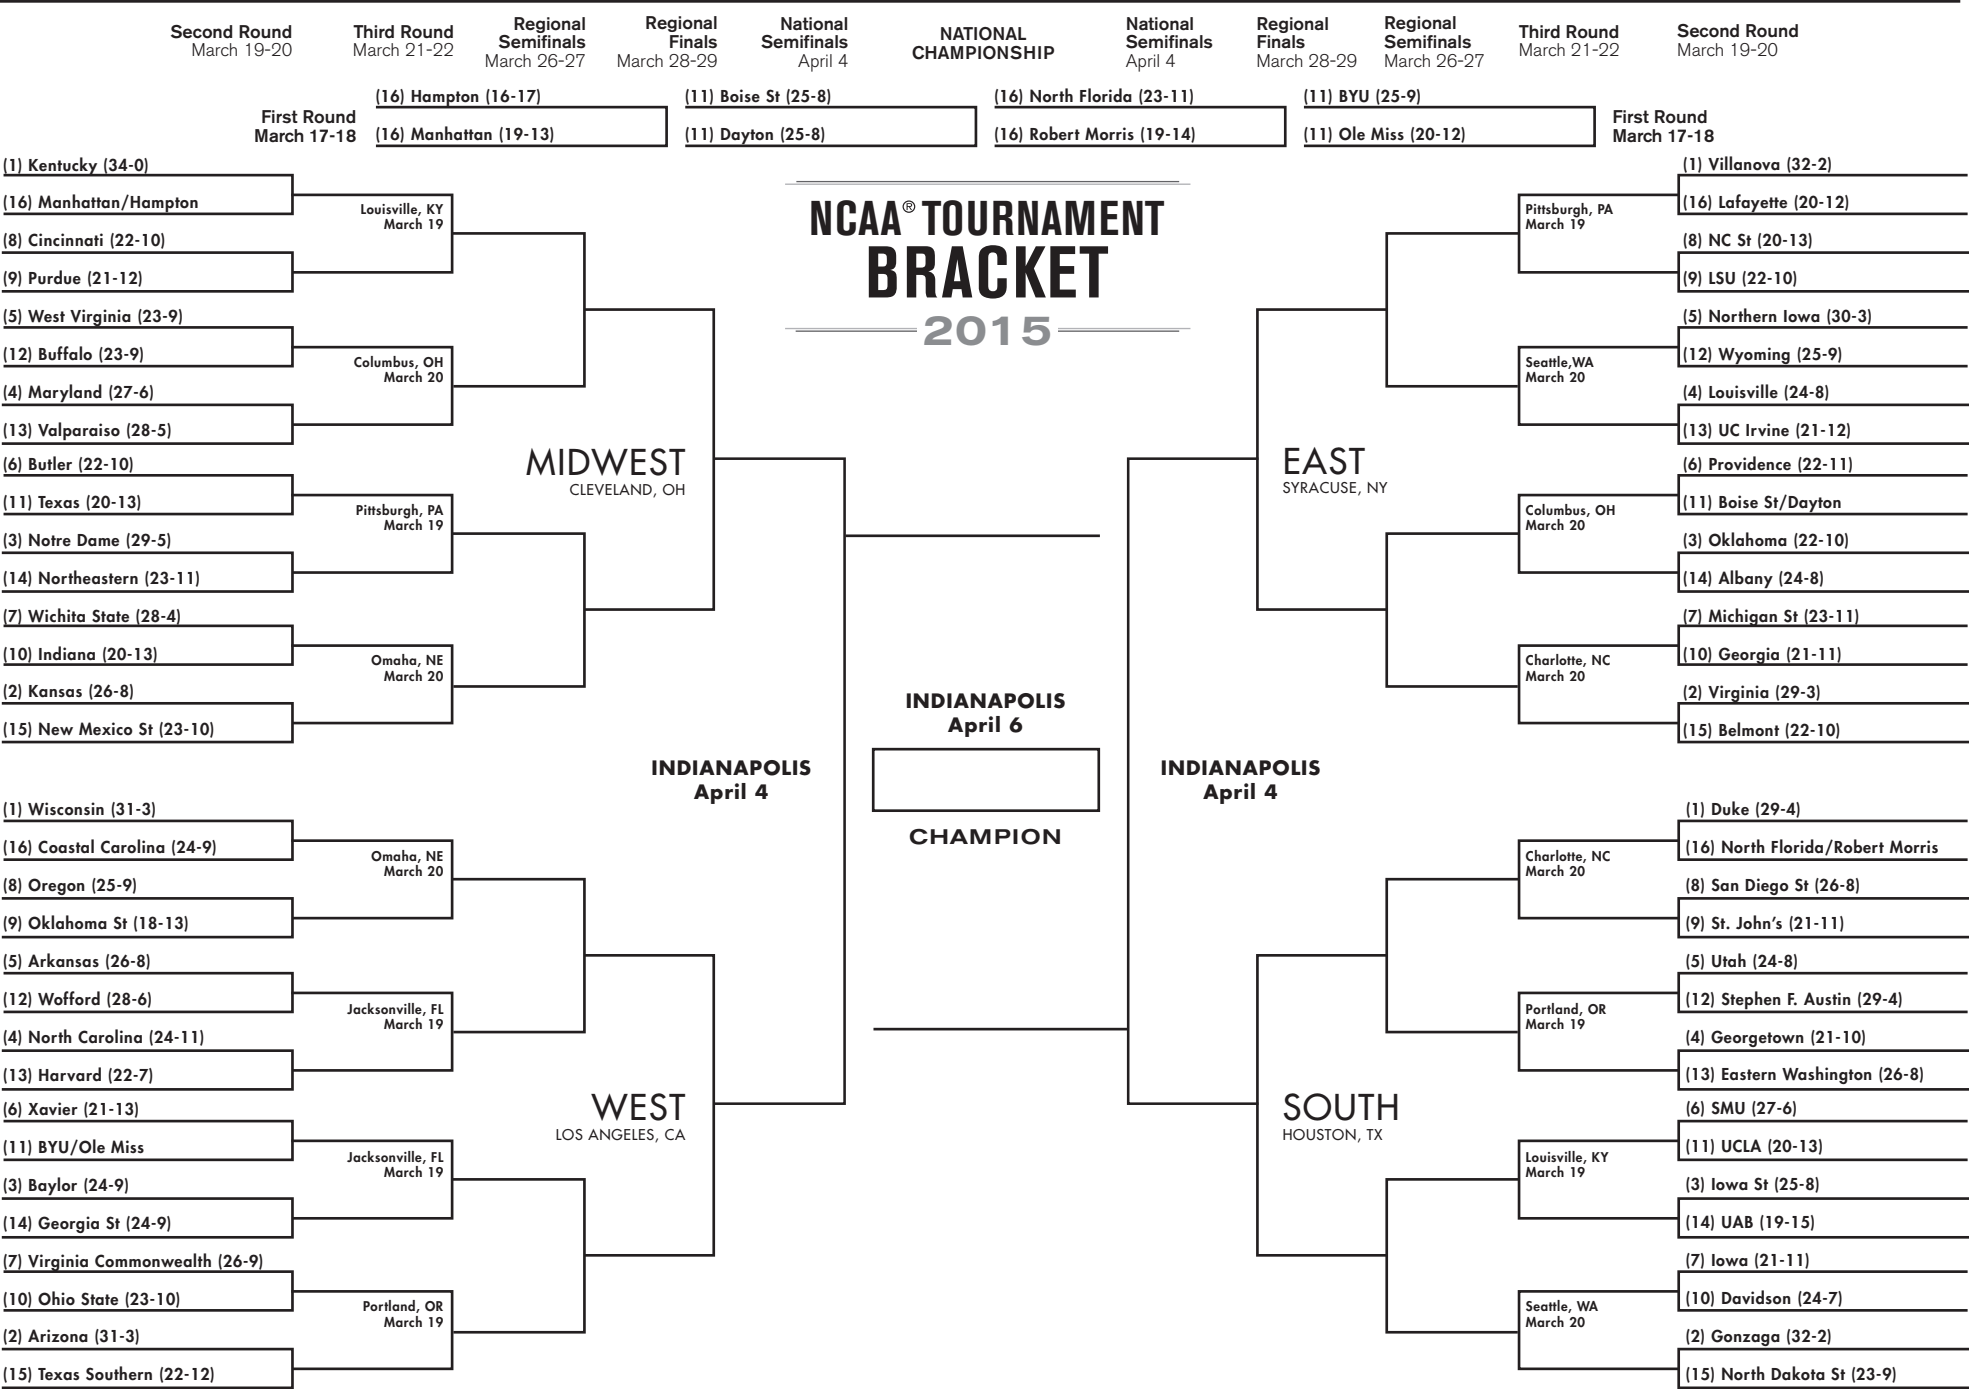 Second Round
March 19-20
Third Round
March 21-22
Regional
Semifinals
March 26-27
Regional
Finals
March 28-29
National
Semifinals
April 4
NATIONAL
CHAMPIONSHIP
National
Semifinals
April 4
Regional
Finals
March 28-29
Regional
Semifinals
March 26-27
Third Round
March 21-22
Second Round
March 19-20
First Round
March 17-18
(16) Hampton (16-17)
(16) Manhattan (19-13)
(11) Boise St (25-8)
(11) Dayton (25-8)
(16) North Florida (23-11)
(16) Robert Morris (19-14)
(11) BYU (25-9)
(11) Ole Miss (20-12)
First Round
March 17-18
NCAA® TOURNAMENT
BRACKET
2015
(1) Kentucky (34-0)
(16) Manhattan/Hampton
(8) Cincinnati (22-10)
(9) Purdue (21-12)
(5) West Virginia (23-9)
(12) Buffalo (23-9)
(4) Maryland (27-6)
(13) Valparaiso (28-5)
(6) Butler (22-10)
(11) Texas (20-13)
(3) Notre Dame (29-5)
(14) Northeastern (23-11)
(7) Wichita State (28-4)
(10) Indiana (20-13)
(2) Kansas (26-8)
(15) New Mexico St (23-10)
Louisville, KY
March 19
Columbus, OH
March 20
Pittsburgh, PA
March 19
Omaha, NE
March 20
MIDWEST
CLEVELAND, OH
(1) Wisconsin (31-3)
(16) Coastal Carolina (24-9)
(8) Oregon (25-9)
(9) Oklahoma St (18-13)
(5) Arkansas (26-8)
(12) Wofford (28-6)
(4) North Carolina (24-11)
(13) Harvard (22-7)
(6) Xavier (21-13)
(11) BYU/Ole Miss
(3) Baylor (24-9)
(14) Georgia St (24-9)
(7) Virginia Commonwealth (26-9)
(10) Ohio State (23-10)
(2) Arizona (31-3)
(15) Texas Southern (22-12)
Omaha, NE
March 20
Jacksonville, FL
March 19
Jacksonville, FL
March 19
Portland, OR
March 19
WEST
LOS ANGELES, CA
INDIANAPOLIS
April 4
INDIANAPOLIS
April 6
CHAMPION
INDIANAPOLIS
April 4
EAST
SYRACUSE, NY
Pittsburgh, PA
March 19
Seattle,WA
March 20
Columbus, OH
March 20
Charlotte, NC
March 20
(1) Villanova (32-2)
(16) Lafayette (20-12)
(8) NC St (20-13)
(9) LSU (22-10)
(5) Northern Iowa (30-3)
(12) Wyoming (25-9)
(4) Louisville (24-8)
(13) UC Irvine (21-12)
(6) Providence (22-11)
(11) Boise St/Dayton
(3) Oklahoma (22-10)
(14) Albany (24-8)
(7) Michigan St (23-11)
(10) Georgia (21-11)
(2) Virginia (29-3)
(15) Belmont (22-10)
SOUTH
HOUSTON, TX
Charlotte, NC
March 20
Portland, OR
March 19
Louisville, KY
March 19
Seattle, WA
March 20
(1) Duke (29-4)
(16) North Florida/Robert Morris
(8) San Diego St (26-8)
(9) St. John's (21-11)
(5) Utah (24-8)
(12) Stephen F. Austin (29-4)
(4) Georgetown (21-10)
(13) Eastern Washington (26-8)
(6) SMU (27-6)
(11) UCLA (20-13)
(3) Iowa St (25-8)
(14) UAB (19-15)
(7) Iowa (21-11)
(10) Davidson (24-7)
(2) Gonzaga (32-2)
(15) North Dakota St (23-9)